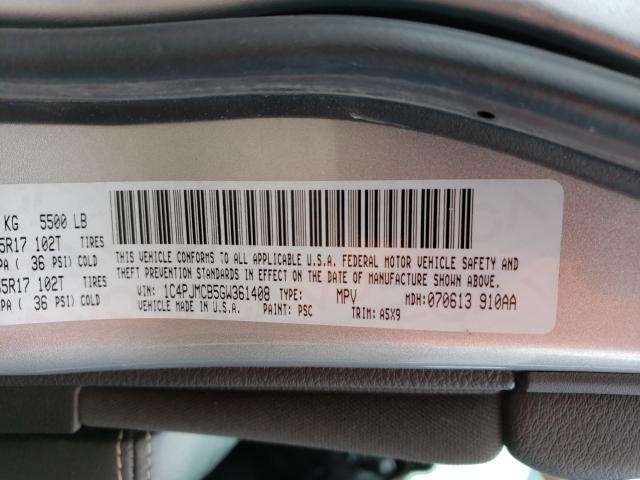 KG 5500 LB
5R17 102T TIRES
PA ( 36 PSI) COLD
65R17 102T TIRES
PA ( 36 PSI) COLD
THIS VEHICLE CONFORMS TO ALL APPLICABLE U.S.A. FEDERAL MOTOR VEHICLE SAFETY AND
THEFT PREVENTION STANDARDS IN EFFECT ON THE DATE OF MANUFACTURE SHOWN ABOVE.
VIN: 1C4PJMCB5GW361408 TYPE: MPV MDH: 070613 910AA
VEHICLE MADE IN U.S.A. PAINT: PSC TRIM: A5X9